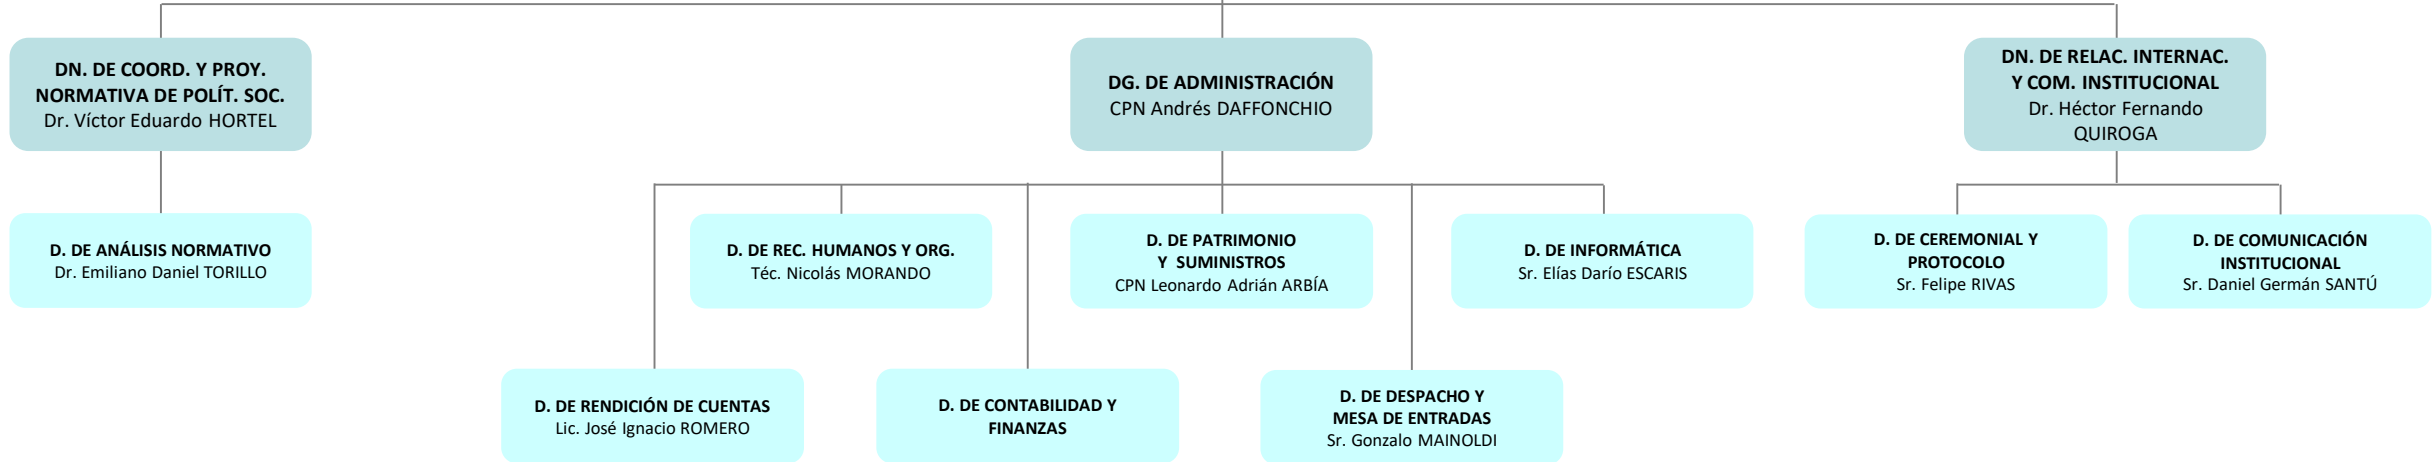 DN. DE COORD. Y PROY.
NORMATIVA DE POLÍT. SOC.
Dr. Víctor Eduardo HORTEL
DG. DE ADMINISTRACIÓN
CPN Andrés DAFFONCHIO
DN. DE RELAC. INTERNAC.
Y COM. INSTITUCIONAL
Dr. Héctor Fernando
QUIROGA
D. DE ANÁLISIS NORMATIVO
Dr. Emiliano Daniel TORILLO
D. DE REC. HUMANOS Y ORG.
Téc. Nicolás MORANDO
D. DE PATRIMONIO
Y SUMINISTROS
CPN Leonardo Adrián ARBÍA
D. DE INFORMÁTICA
Sr. Elías Darío ESCARIS
D. DE CEREMONIAL Y
PROTOCOLO
Sr. Felipe RIVAS
D. DE COMUNICACIÓN
INSTITUCIONAL
Sr. Daniel Germán SANTÚ
D. DE RENDICIÓN DE CUENTAS
Lic. José Ignacio ROMERO
D. DE CONTABILIDAD Y
FINANZAS
D. DE DESPACHO Y
MESA DE ENTRADAS
Sr. Gonzalo MAINOLDI